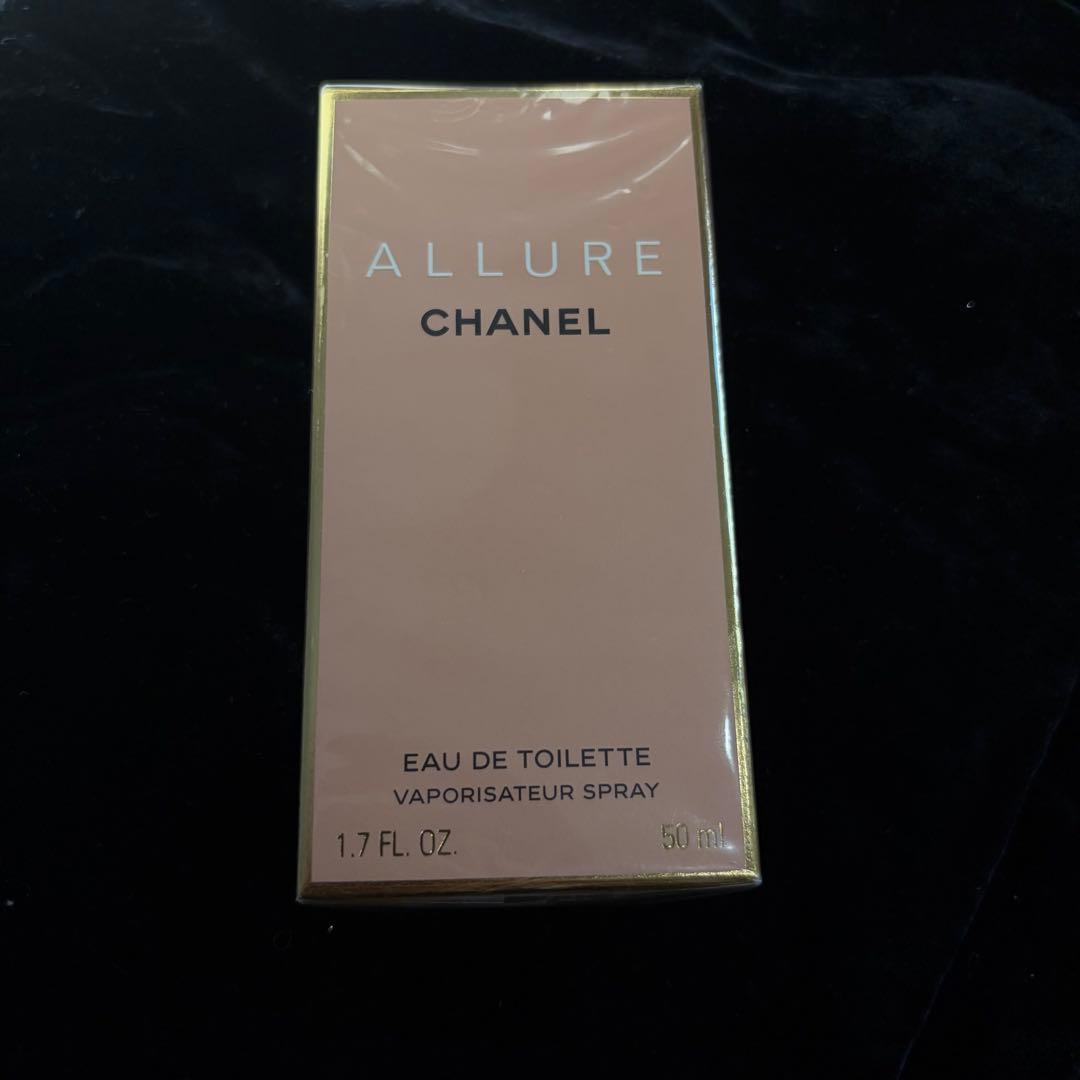 ALLURE
CHANEL
EAU DE TOILETTE
VAPORISATEUR SPRAY
1.7 FL. OZ. 50 ml